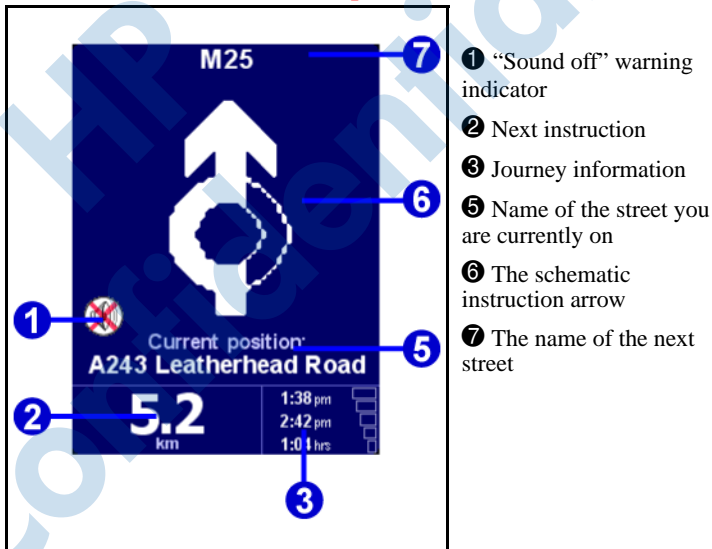 M25
7
6
1
Current position:
5
A243 Leatherhead Road
2
5.2
km
1:38 pm
2:42 pm
1:04 hrs
3
❶ “Sound off” warning
indicator
❷ Next instruction
❸ Journey information
❺ Name of the street you
are currently on
❻ The schematic
instruction arrow
❼ The name of the next
street
HP
Confidential